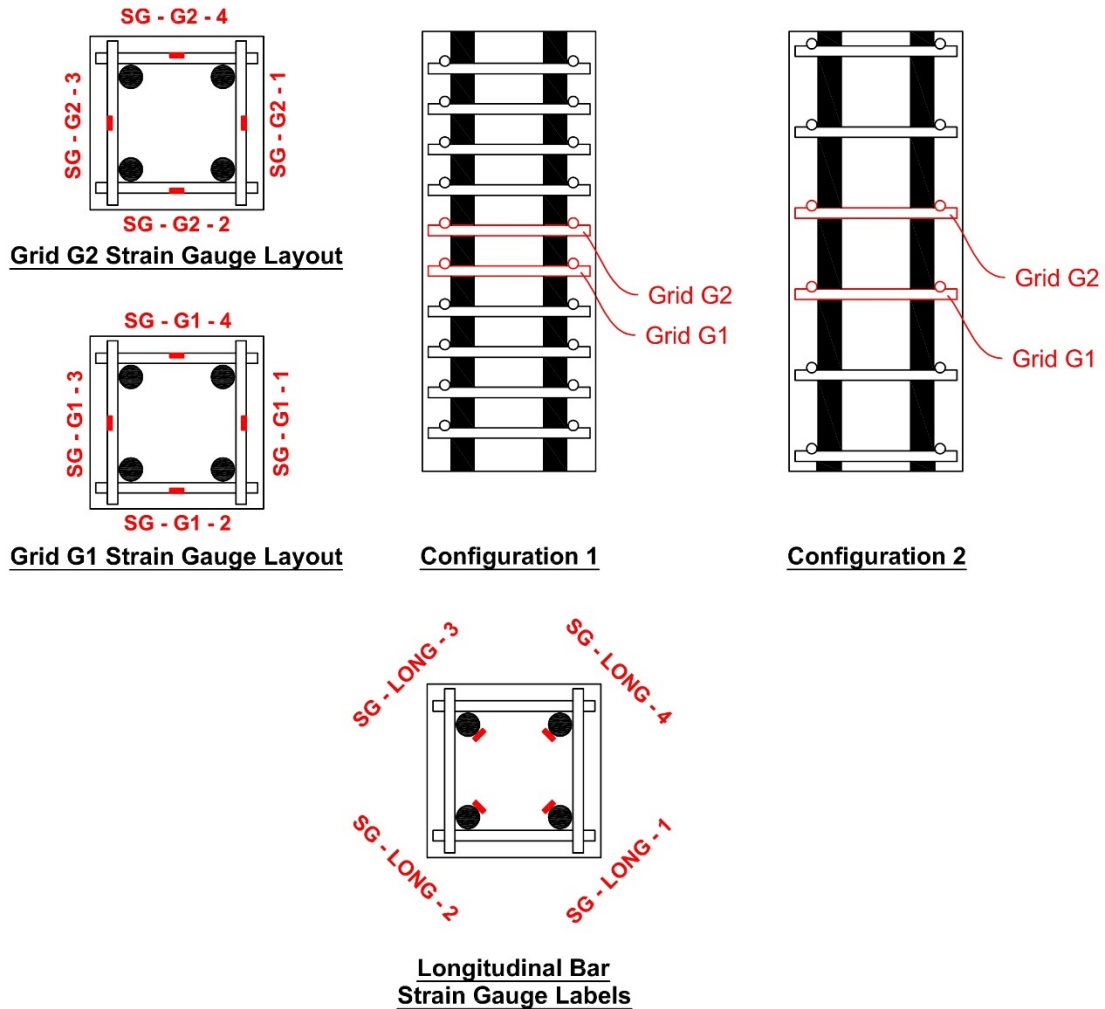 SG - G2 - 4
SG - G2 - 3
SG - G2 - 1
SG - G2 - 2
Grid G2 Strain Gauge Layout
SG - G1 - 4
SG - G1 - 3
SG - G1 - 1
SG - G1 - 2
Grid G1 Strain Gauge Layout
Grid G2
Grid G1
Configuration 1
Grid G2
Grid G1
Configuration 2
SG - LONG - 3
SG - LONG - 4
SG - LONG - 2
SG - LONG - 1
Longitudinal Bar
Strain Gauge Labels